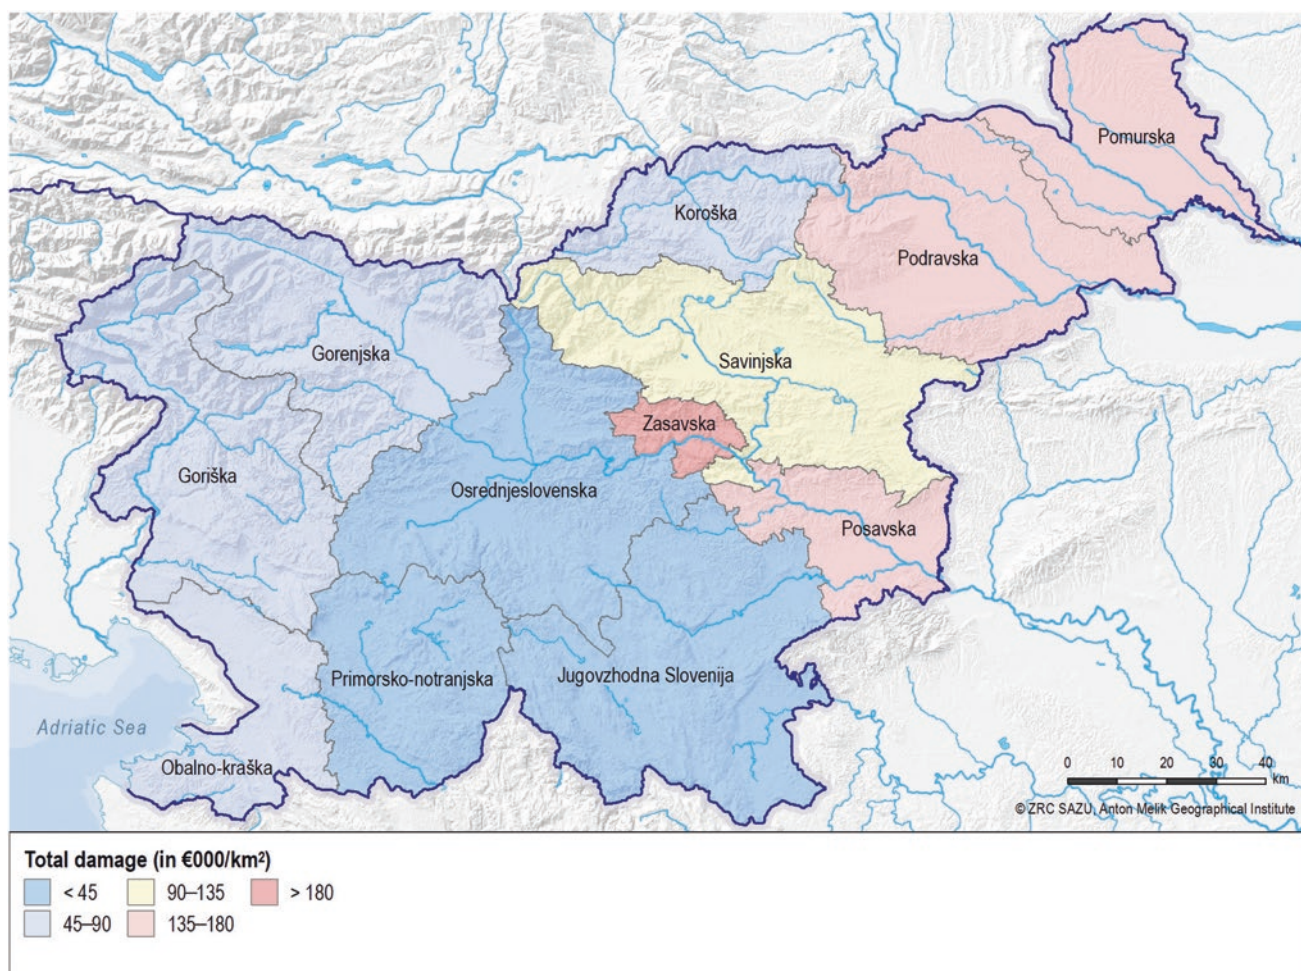 Pomurska
Koroška
Podravska
Gorenjska
Savinjska
Zasavska
Goriška
Osrednjeslovenska
Posavska
Primorsko-notranjska
Jugovzhodna Slovenija
Adriatic Sea
Obalno-kraška
0 10 20 30 40
km
© ZRC SAZU, Anton Melik Geographical Institute
Total damage (in €000/km²)
< 45
90–135
> 180
45–90
135–180